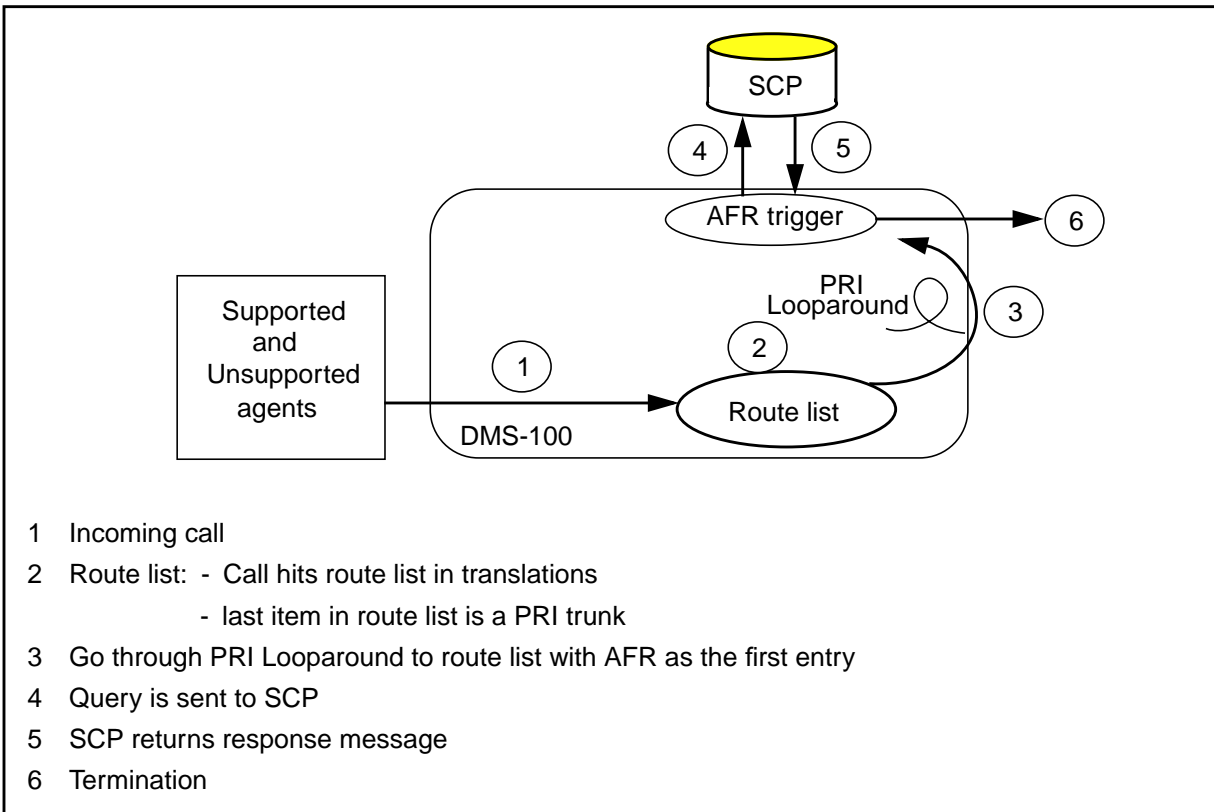 SCP
4
5
AFR trigger
6
PRI
Looparound
3
Supported
and
Unsupported
agents
1
2
Route list
DMS-100
1 Incoming call
2 Route list: - Call hits route list in translations
- last item in route list is a PRI trunk
3 Go through PRI Looparound to route list with AFR as the first entry
4 Query is sent to SCP
5 SCP returns response message
6 Termination